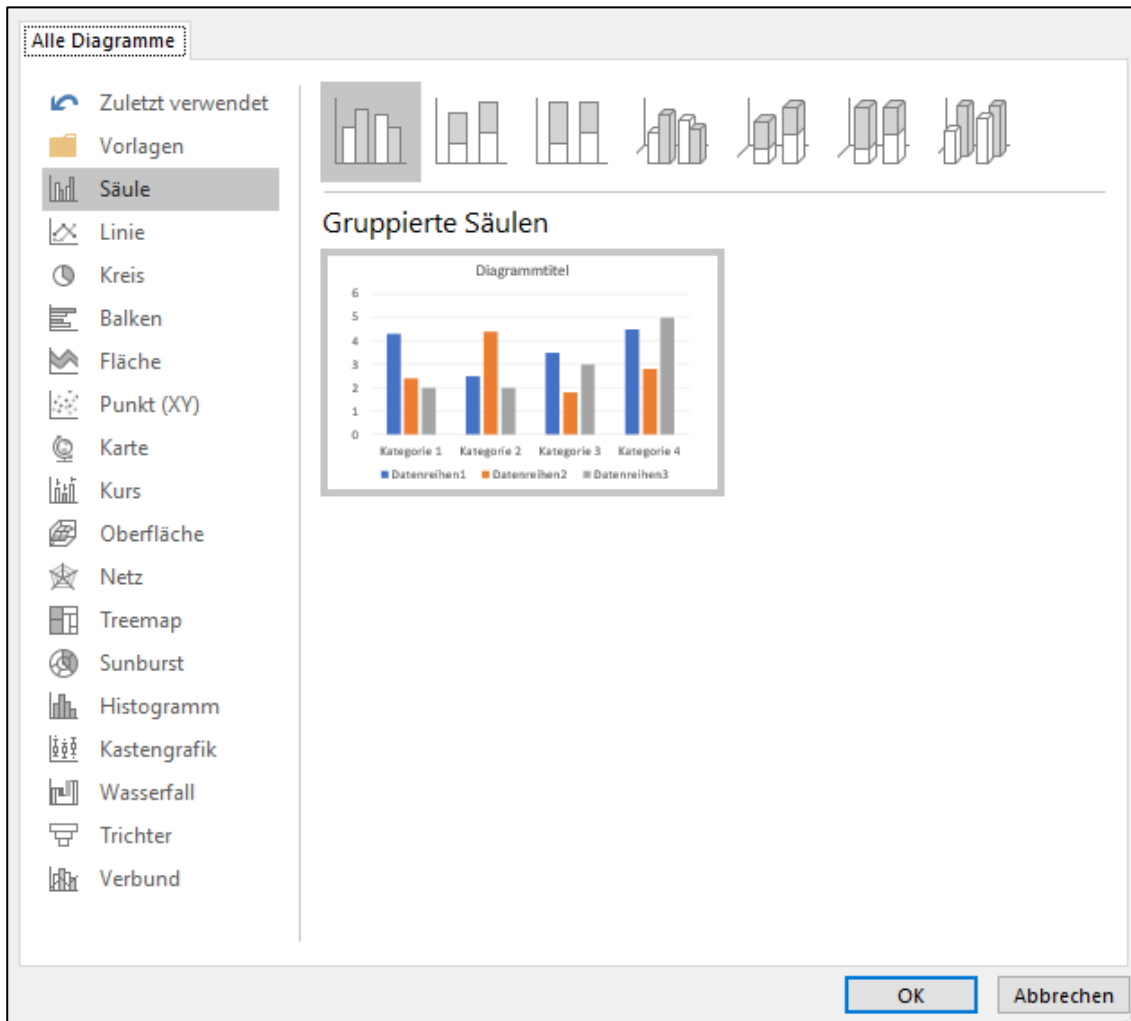 Alle Diagramme
Zuletzt verwendet
Vorlagen
Säule
Linie
Kreis
Balken
Fläche
Punkt (XY)
Karte
Kurs
Oberfläche
Netz
Treemap
Sunburst
Histogramm
Kastengrafik
Wasserfall
Trichter
Verbund
Gruppierte Säulen
Diagrammtitel
6
5
4
3
2
1
0
Kategorie 1 Kategorie 2 Kategorie 3 Kategorie 4
Datenreihen1 Datenreihen2 Datenreihen3
OK Abbrechen